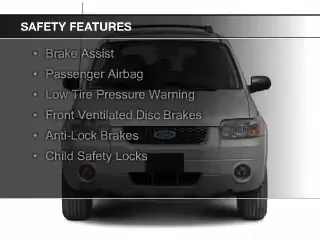 SAFETY FEATURES
• Brake Assist
• Passenger Airbag
• Low Tire Pressure Warning
• Front Ventilated Disc Brakes
• Anti-Lock Brakes
• Child Safety Locks
Ford